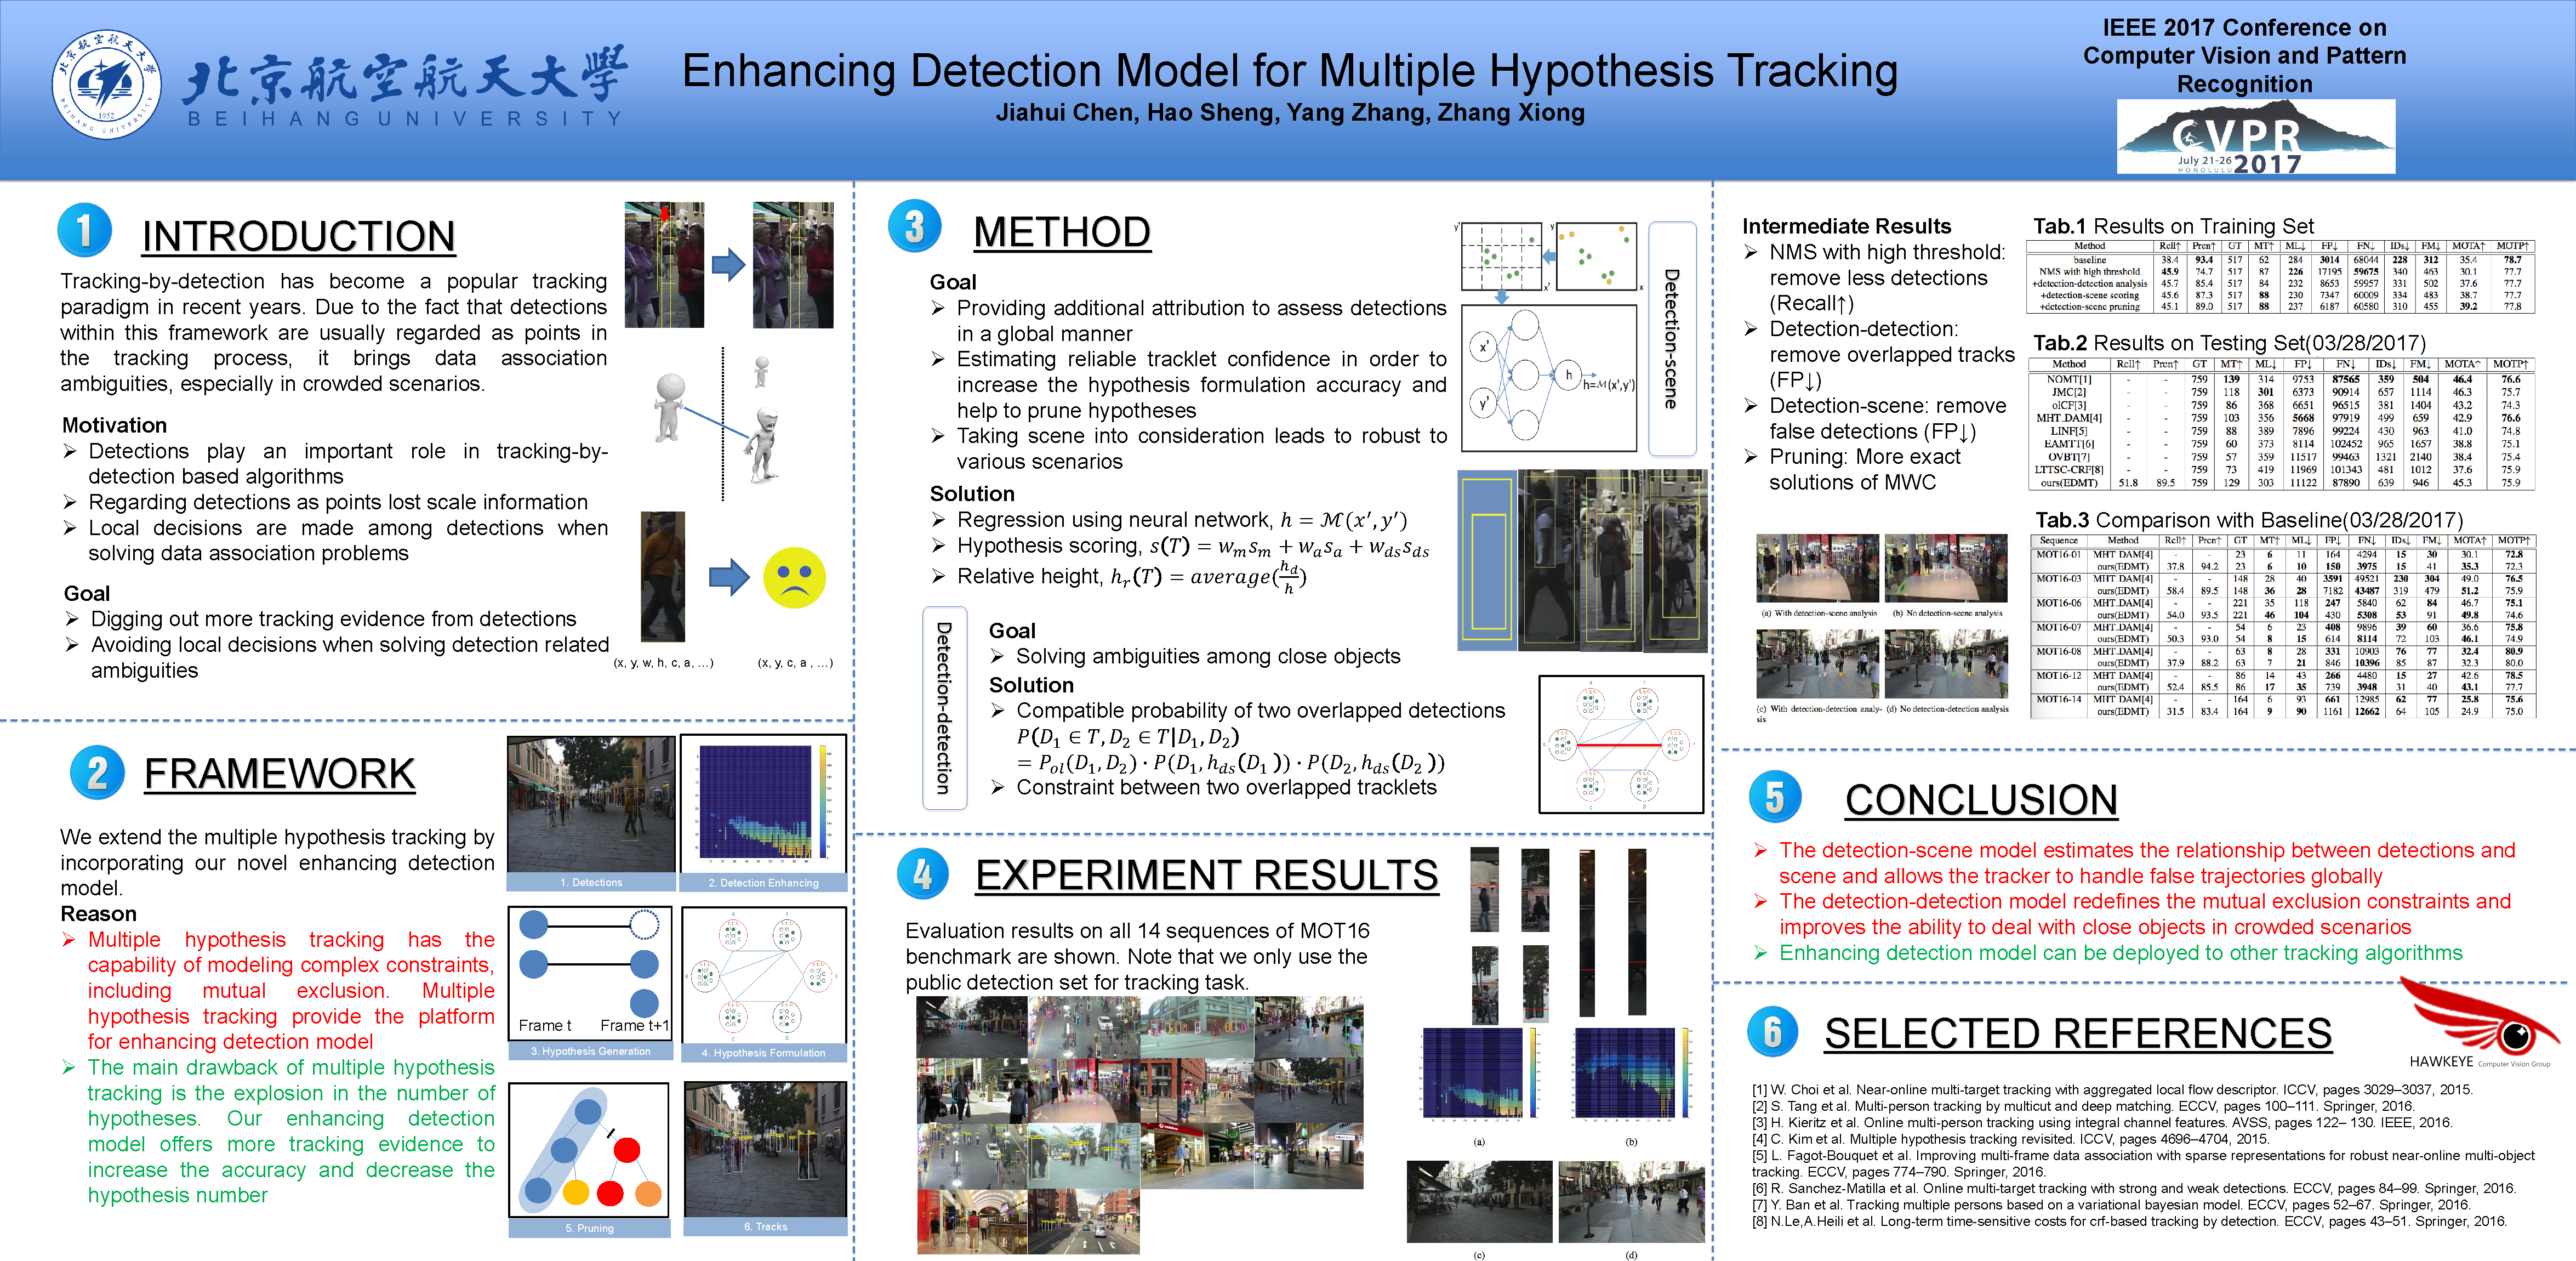 北京航空航天大学
BEIHANG UNIVERSITY
1952
BEIHANG UNIVERSITY
Enhancing Detection Model for Multiple Hypothesis Tracking
Jiahui Chen, Hao Sheng, Yang Zhang, Zhang Xiong
IEEE 2017 Conference on
Computer Vision and Pattern
Recognition
CVPR
July 21-26
2017
HONOLULU
1 INTRODUCTION
Tracking-by-detection has become a popular tracking
paradigm in recent years. Due to the fact that detections
within this framework are usually regarded as points in
the tracking process, it brings data association
ambiguities, especially in crowded scenarios.
Motivation
➢ Detections play an important role in tracking-by-
detection based algorithms
➢ Regarding detections as points lost scale information
➢ Local decisions are made among detections when
solving data association problems
Goal
➢ Digging out more tracking evidence from detections
➢ Avoiding local decisions when solving detection related
ambiguities
(x, y, w, h, c, a, ...)
(x, y, c, a , ...)
2 FRAMEWORK
We extend the multiple hypothesis tracking by
incorporating our novel enhancing detection
model.
Reason
➢ Multiple hypothesis tracking has the
capability of modeling complex constraints,
including mutual exclusion. Multiple
hypothesis tracking provide the platform
for enhancing detection model
➢ The main drawback of multiple hypothesis
tracking is the explosion in the number of
hypotheses. Our enhancing detection
model offers more tracking evidence to
increase the accuracy and decrease the
hypothesis number
1. Detections
2. Detection Enhancing
Frame t Frame t+1
3. Hypothesis Generation
4. Hypothesis Formulation
5. Pruning
6. Tracks
3 METHOD
Goal
➢ Providing additional attribution to assess detections
in a global manner
➢ Estimating reliable tracklet confidence in order to
increase the hypothesis formulation accuracy and
help to prune hypotheses
➢ Taking scene into consideration leads to robust to
various scenarios
Solution
➢ Regression using neural network, h = ℳ(x′, y′)
➢ Hypothesis scoring, s(T) = w_m s_m + w_a s_a + w_ds s_ds
➢ Relative height, h_r(T) = average(h_d/h)
y' x' y x
x'
y'
h
h=ℳ(x',y')
Detection-scene
Detection-detection
Goal
➢ Solving ambiguities among close objects
Solution
➢ Compatible probability of two overlapped detections
P(D₁ ∈ T, D₂ ∈ T|D₁, D₂)
= P_ol(D₁, D₂) · P(D₁, h_ds(D₁ )) · P(D₂, h_ds(D₂ ))
➢ Constraint between two overlapped tracklets
4 EXPERIMENT RESULTS
Evaluation results on all 14 sequences of MOT16
benchmark are shown. Note that we only use the
public detection set for tracking task.
(a) (b)
(c) (d)
Intermediate Results
➢ NMS with high threshold:
remove less detections
(Recall↑)
➢ Detection-detection:
remove overlapped tracks
(FP↓)
➢ Detection-scene: remove
false detections (FP↓)
➢ Pruning: More exact
solutions of MWC
(a) With detection-scene analysis (b) No detection-scene analysis
(c) With detection-detection analy- (d) No detection-detection analysis
sis
Tab.1 Results on Training Set
Method Rcll↑ Prcn↑ GT MT↑ ML↓ FP↓ FN↓ IDs↓ FM↓ MOTA↑ MOTP↑
baseline 38.4 93.4 517 62 284 3014 68044 228 312 35.4 78.7
NMS with high threshold 45.9 74.7 517 87 226 17195 59675 340 463 30.1 77.7
+detection-detection analysis 45.7 85.4 517 84 232 8653 59957 331 502 37.6 77.7
+detection-scene scoring 45.6 87.3 517 88 230 7347 60009 334 483 38.7 77.7
+detection-scene pruning 45.1 89.0 517 88 237 6187 60580 310 455 39.2 77.8
Tab.2 Results on Testing Set(03/28/2017)
Method Rcll↑ Prcn↑ GT MT↑ ML↓ FP↓ FN↓ IDs↓ FM↓ MOTA↑ MOTP↑
NOMT[1] - - 759 139 314 9753 87565 359 504 46.4 76.6
JMC[2] - - 759 118 301 6373 90914 657 1114 46.3 75.7
olCF[3] - - 759 86 368 6651 96515 381 1404 43.2 74.3
MHT_DAM[4] - - 759 103 356 5668 97919 499 659 42.9 76.6
LINF[5] - - 759 88 389 7896 99224 430 963 41.0 74.8
EAMTT[6] - - 759 60 373 8114 102452 965 1657 38.8 75.1
OVBT[7] - - 759 57 359 11517 99463 1321 2140 38.4 75.4
LTTSC-CRF[8] - - 759 73 419 11969 101343 481 1012 37.6 75.9
ours(EDMT) 51.8 89.5 759 129 303 11122 87890 639 946 45.3 75.9
Tab.3 Comparison with Baseline(03/28/2017)
Sequence Method Rcll↑ Prcn↑ GT MT↑ ML↓ FP↓ FN↓ IDs↓ FM↓ MOTA↑ MOTP↑
MOT16-01 MHT_DAM[4] - - 23 6 11 164 4294 15 30 30.1 72.8
ours(EDMT) 37.8 94.2 23 6 10 150 3975 15 41 35.3 72.3
MOT16-03 MHT_DAM[4] - - 148 28 40 3591 49521 230 304 49.0 76.5
ours(EDMT) 58.4 89.5 148 36 28 7182 43487 319 479 51.2 75.9
MOT16-06 MHT_DAM[4] - - 221 35 118 247 5840 62 84 46.7 75.1
ours(EDMT) 54.0 93.5 221 46 104 430 5308 53 91 49.8 74.6
MOT16-07 MHT_DAM[4] - - 54 6 23 408 9896 39 60 36.6 75.8
ours(EDMT) 50.3 93.0 54 8 15 614 8114 72 103 46.1 74.9
MOT16-08 MHT_DAM[4] - - 63 8 28 331 10903 76 77 32.4 80.9
ours(EDMT) 37.9 88.2 63 7 21 846 10396 85 87 32.3 80.0
MOT16-12 MHT_DAM[4] - - 86 14 43 266 4480 15 27 42.6 78.5
ours(EDMT) 52.4 85.5 86 17 35 739 3948 31 40 43.1 77.7
MOT16-14 MHT_DAM[4] - - 164 6 93 661 12985 62 77 25.8 75.6
ours(EDMT) 31.5 83.4 164 9 90 1161 12662 64 105 24.9 75.0
5 CONCLUSION
➢ The detection-scene model estimates the relationship between detections and
scene and allows the tracker to handle false trajectories globally
➢ The detection-detection model redefines the mutual exclusion constraints and
improves the ability to deal with close objects in crowded scenarios
➢ Enhancing detection model can be deployed to other tracking algorithms
6 SELECTED REFERENCES
HAWKEYE Computer Vision Group
[1] W. Choi et al. Near-online multi-target tracking with aggregated local flow descriptor. ICCV, pages 3029–3037, 2015.
[2] S. Tang et al. Multi-person tracking by multicut and deep matching. ECCV, pages 100–111. Springer, 2016.
[3] H. Kieritz et al. Online multi-person tracking using integral channel features. AVSS, pages 122– 130. IEEE, 2016.
[4] C. Kim et al. Multiple hypothesis tracking revisited. ICCV, pages 4696–4704, 2015.
[5] L. Fagot-Bouquet et al. Improving multi-frame data association with sparse representations for robust near-online multi-object
tracking. ECCV, pages 774–790. Springer, 2016.
[6] R. Sanchez-Matilla et al. Online multi-target tracking with strong and weak detections. ECCV, pages 84–99. Springer, 2016.
[7] Y. Ban et al. Tracking multiple persons based on a variational bayesian model. ECCV, pages 52–67. Springer, 2016.
[8] N.Le,A.Heili et al. Long-term time-sensitive costs for crf-based tracking by detection. ECCV, pages 43–51. Springer, 2016.